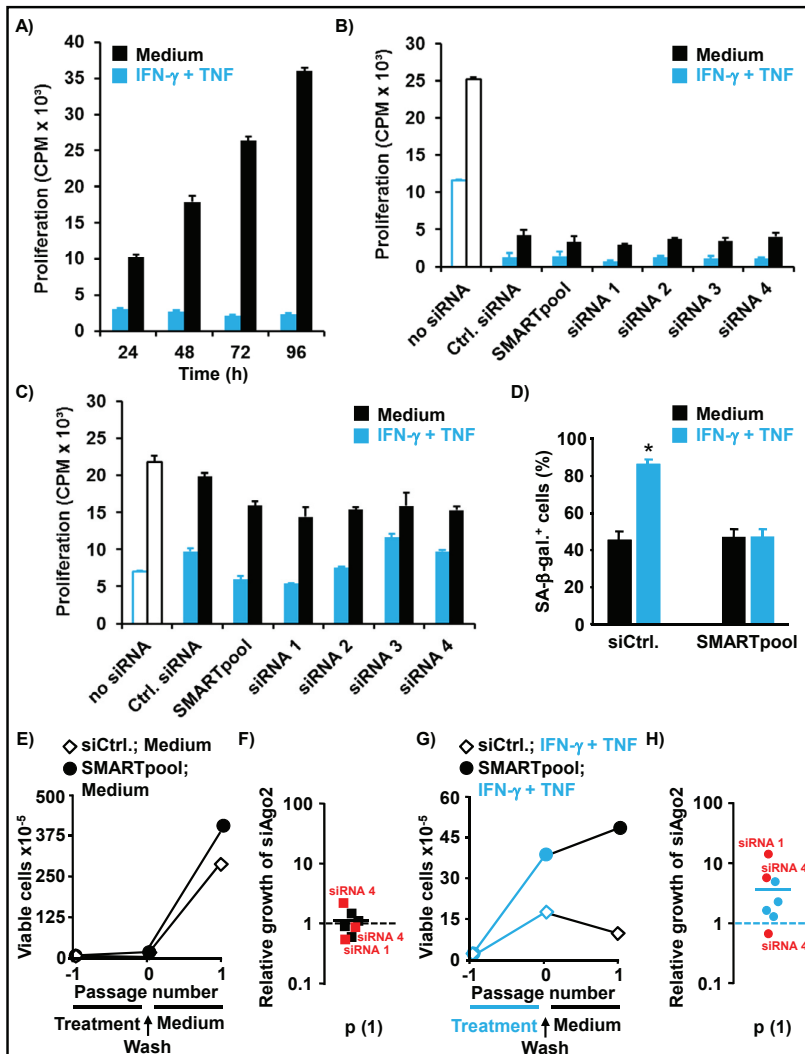 A)
Medium
IFN-γ + TNF
Proliferation (CPM x 10³)
40
35
30
25
20
15
10
5
0
24 48 72 96
Time (h)
B)
Medium
IFN-γ + TNF
Proliferation (CPM x 10³)
30
25
20
15
10
5
0
no siRNA
Ctrl. siRNA
SMARTpool
siRNA 1
siRNA 2
siRNA 3
siRNA 4
C)
Medium
IFN-γ + TNF
Proliferation (CPM x 10³)
30
25
20
15
10
5
0
no siRNA
Ctrl. siRNA
SMARTpool
siRNA 1
siRNA 2
siRNA 3
siRNA 4
D)
Medium
IFN-γ + TNF
SA-β-gal.⁺ cells (%)
100
80
60
40
20
0
*
siCtrl. SMARTpool
E)
siCtrl.; Medium
SMARTpool;
Medium
Viable cells x10⁻⁵
500
375
250
125
0
-1 0 1
Passage number
Treatment Medium
Wash
F)
Relative growth of siAgo2
100
10
1
0.1
siRNA 4
siRNA 4
siRNA 1
p (1)
G)
siCtrl.; IFN-γ + TNF
SMARTpool;
IFN-γ + TNF
Viable cells x10⁻⁵
60
45
30
15
0
-1 0 1
Passage number
Treatment Medium
Wash
H)
Relative growth of siAgo2
100
10
1
0.1
siRNA 1
siRNA 4
siRNA 4
p (1)